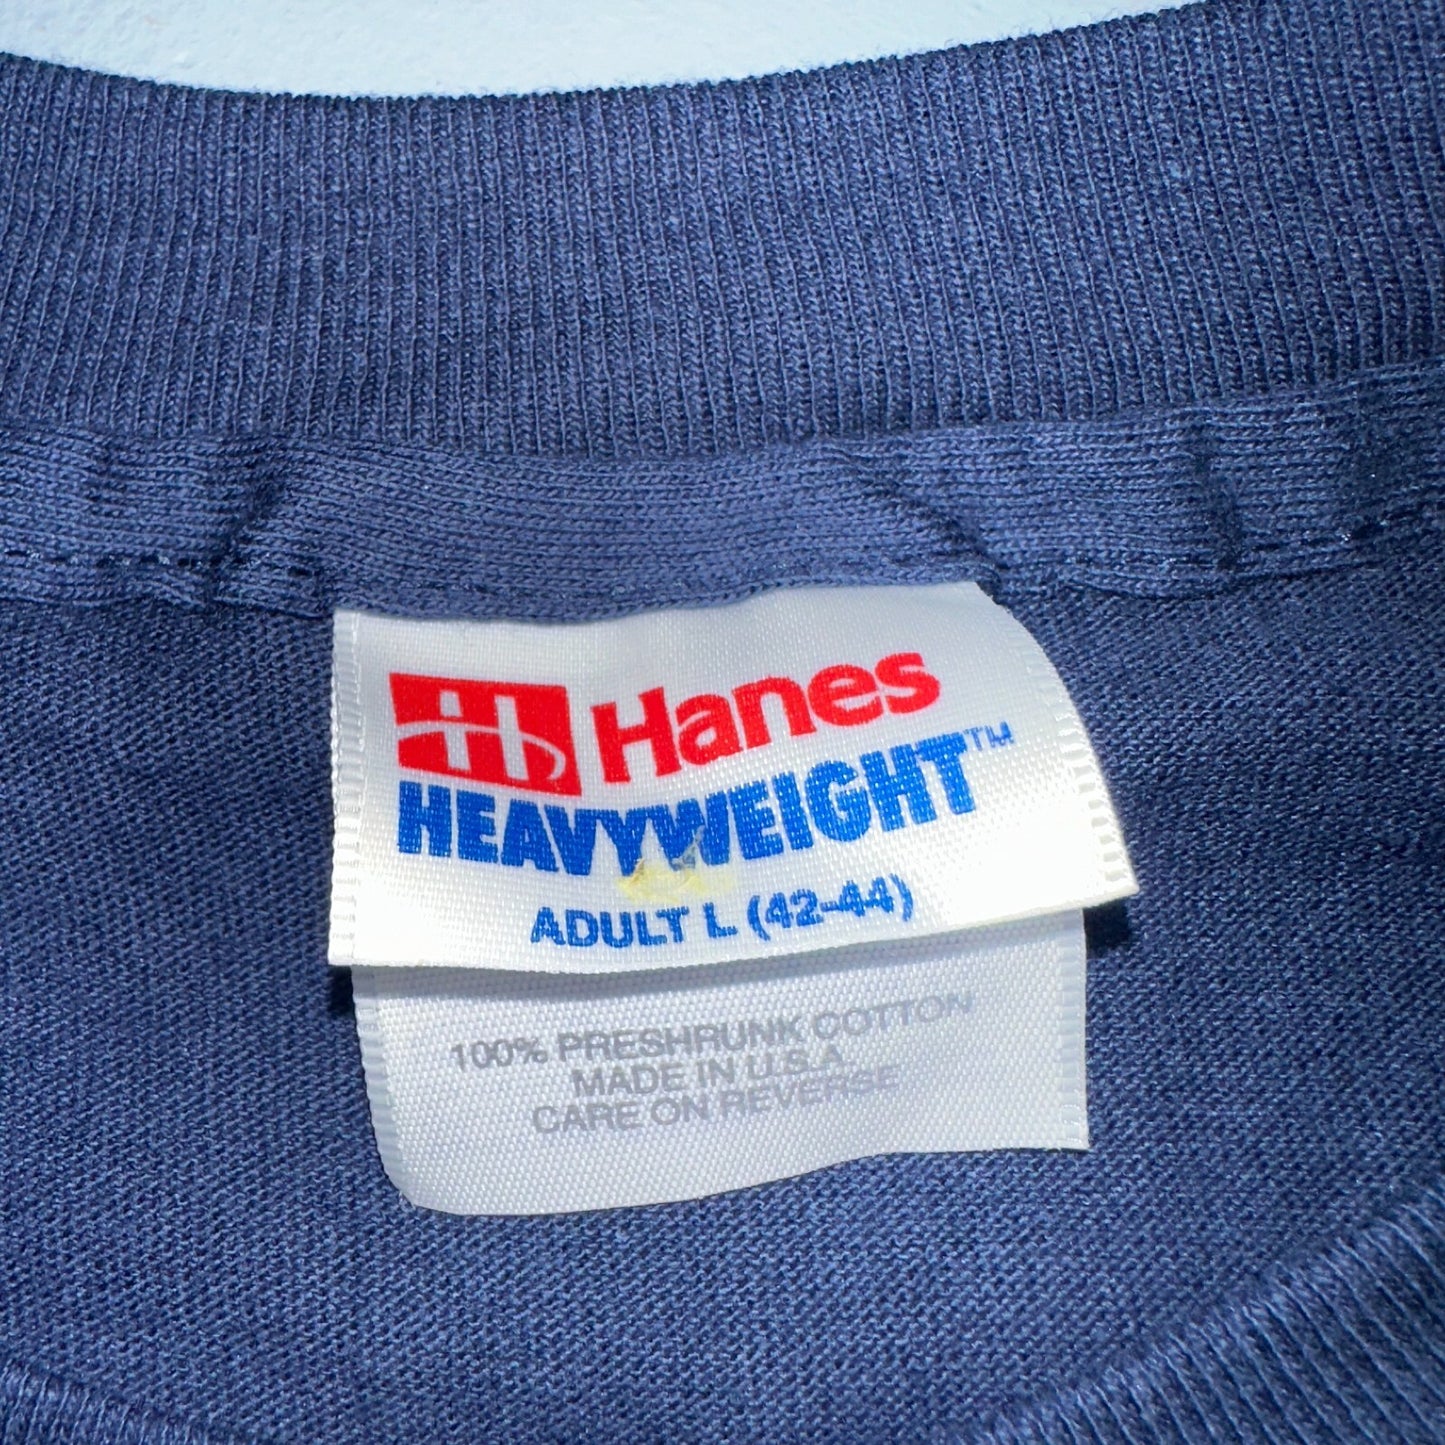 Hanes
HEAVYWEIGHT™
ADULT L (42-44)
100% PRESHRUNK COTTON
MADE IN U.S.A
CARE ON REVERSE